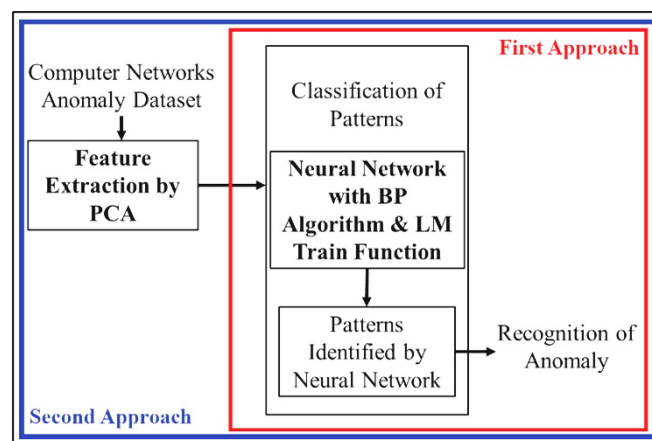 First Approach
Computer Networks
Anomaly Dataset
Feature
Extraction by
PCA
Classification of
Patterns
Neural Network
with BP
Algorithm & LM
Train Function
Patterns
Identified by
Neural Network
Recognition of
Anomaly
Second Approach